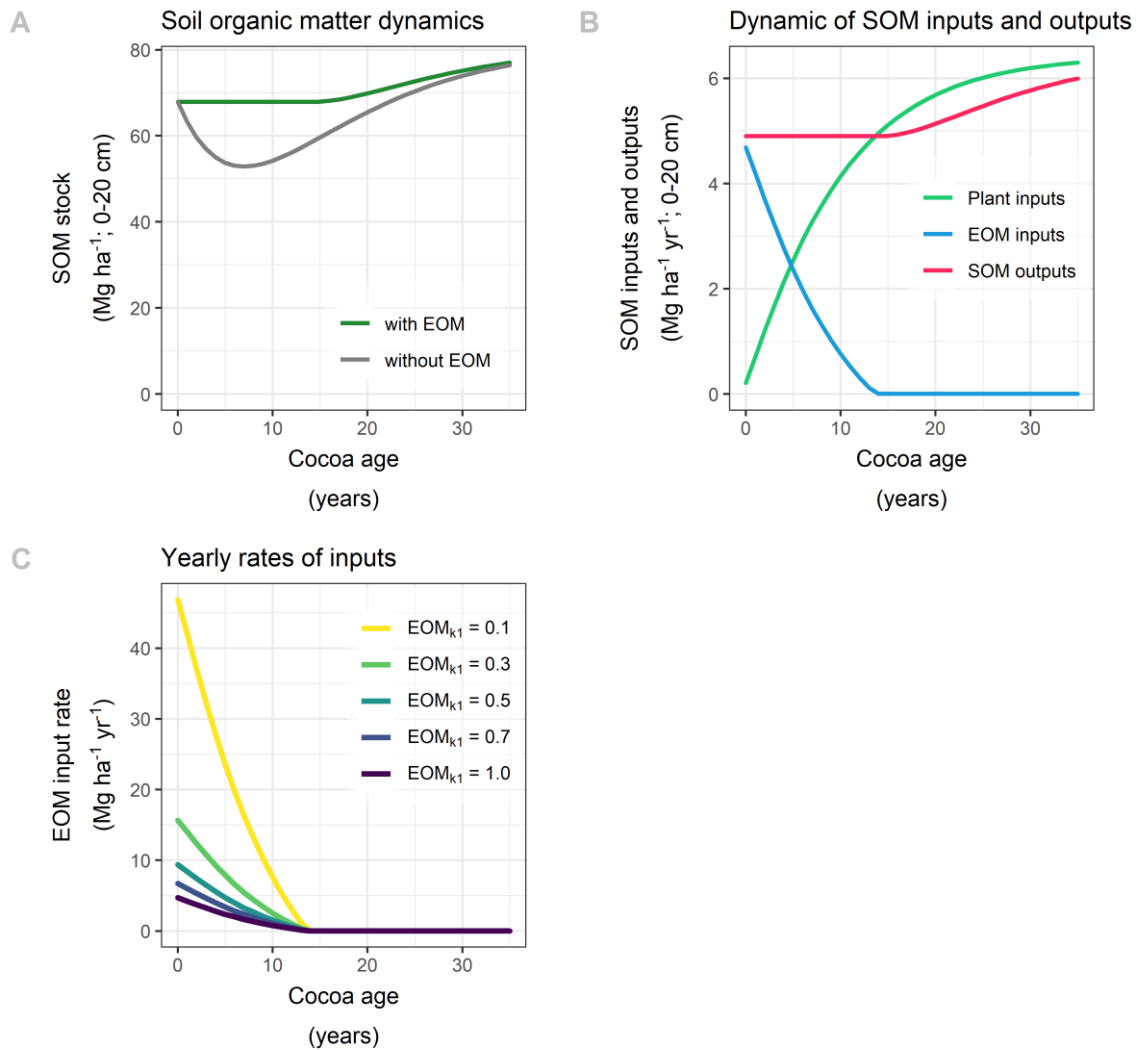 A
Soil organic matter dynamics
80
60
40
20
0
SOM stock
(Mg ha⁻¹; 0-20 cm)
with EOM
without EOM
0 10 20 30
Cocoa age
(years)
B
Dynamic of SOM inputs and outputs
6
4
2
0
SOM inputs and outputs
(Mg ha⁻¹ yr⁻¹; 0-20 cm)
Plant inputs
EOM inputs
SOM outputs
0 10 20 30
Cocoa age
(years)
C
Yearly rates of inputs
40
30
20
10
0
EOM input rate
(Mg ha⁻¹ yr⁻¹)
EOMₖ₁ = 0.1
EOMₖ₁ = 0.3
EOMₖ₁ = 0.5
EOMₖ₁ = 0.7
EOMₖ₁ = 1.0
0 10 20 30
Cocoa age
(years)